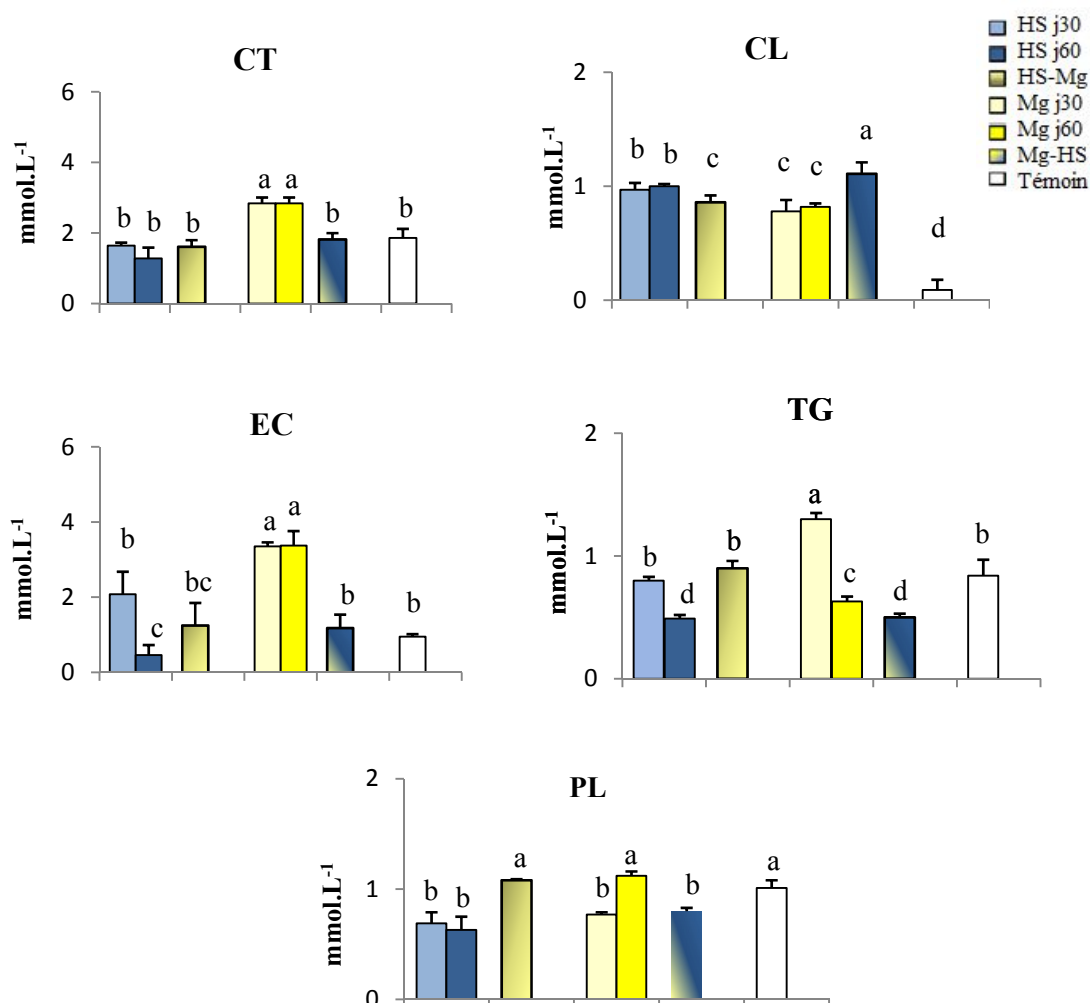 CT
6
4
2
0
mmol.L⁻¹
b b b a a b b
CL
2
1
0
mmol.L⁻¹
b b c c c a d
HS j30
HS j60
HS-Mg
Mg j30
Mg j60
Mg-HS
Témoin
EC
6
4
2
0
mmol.L⁻¹
b c bc a a b b
TG
2
1
0
mmol.L⁻¹
b d b a c d b
PL
2
1
0
mmol.L⁻¹
b b a b a b a